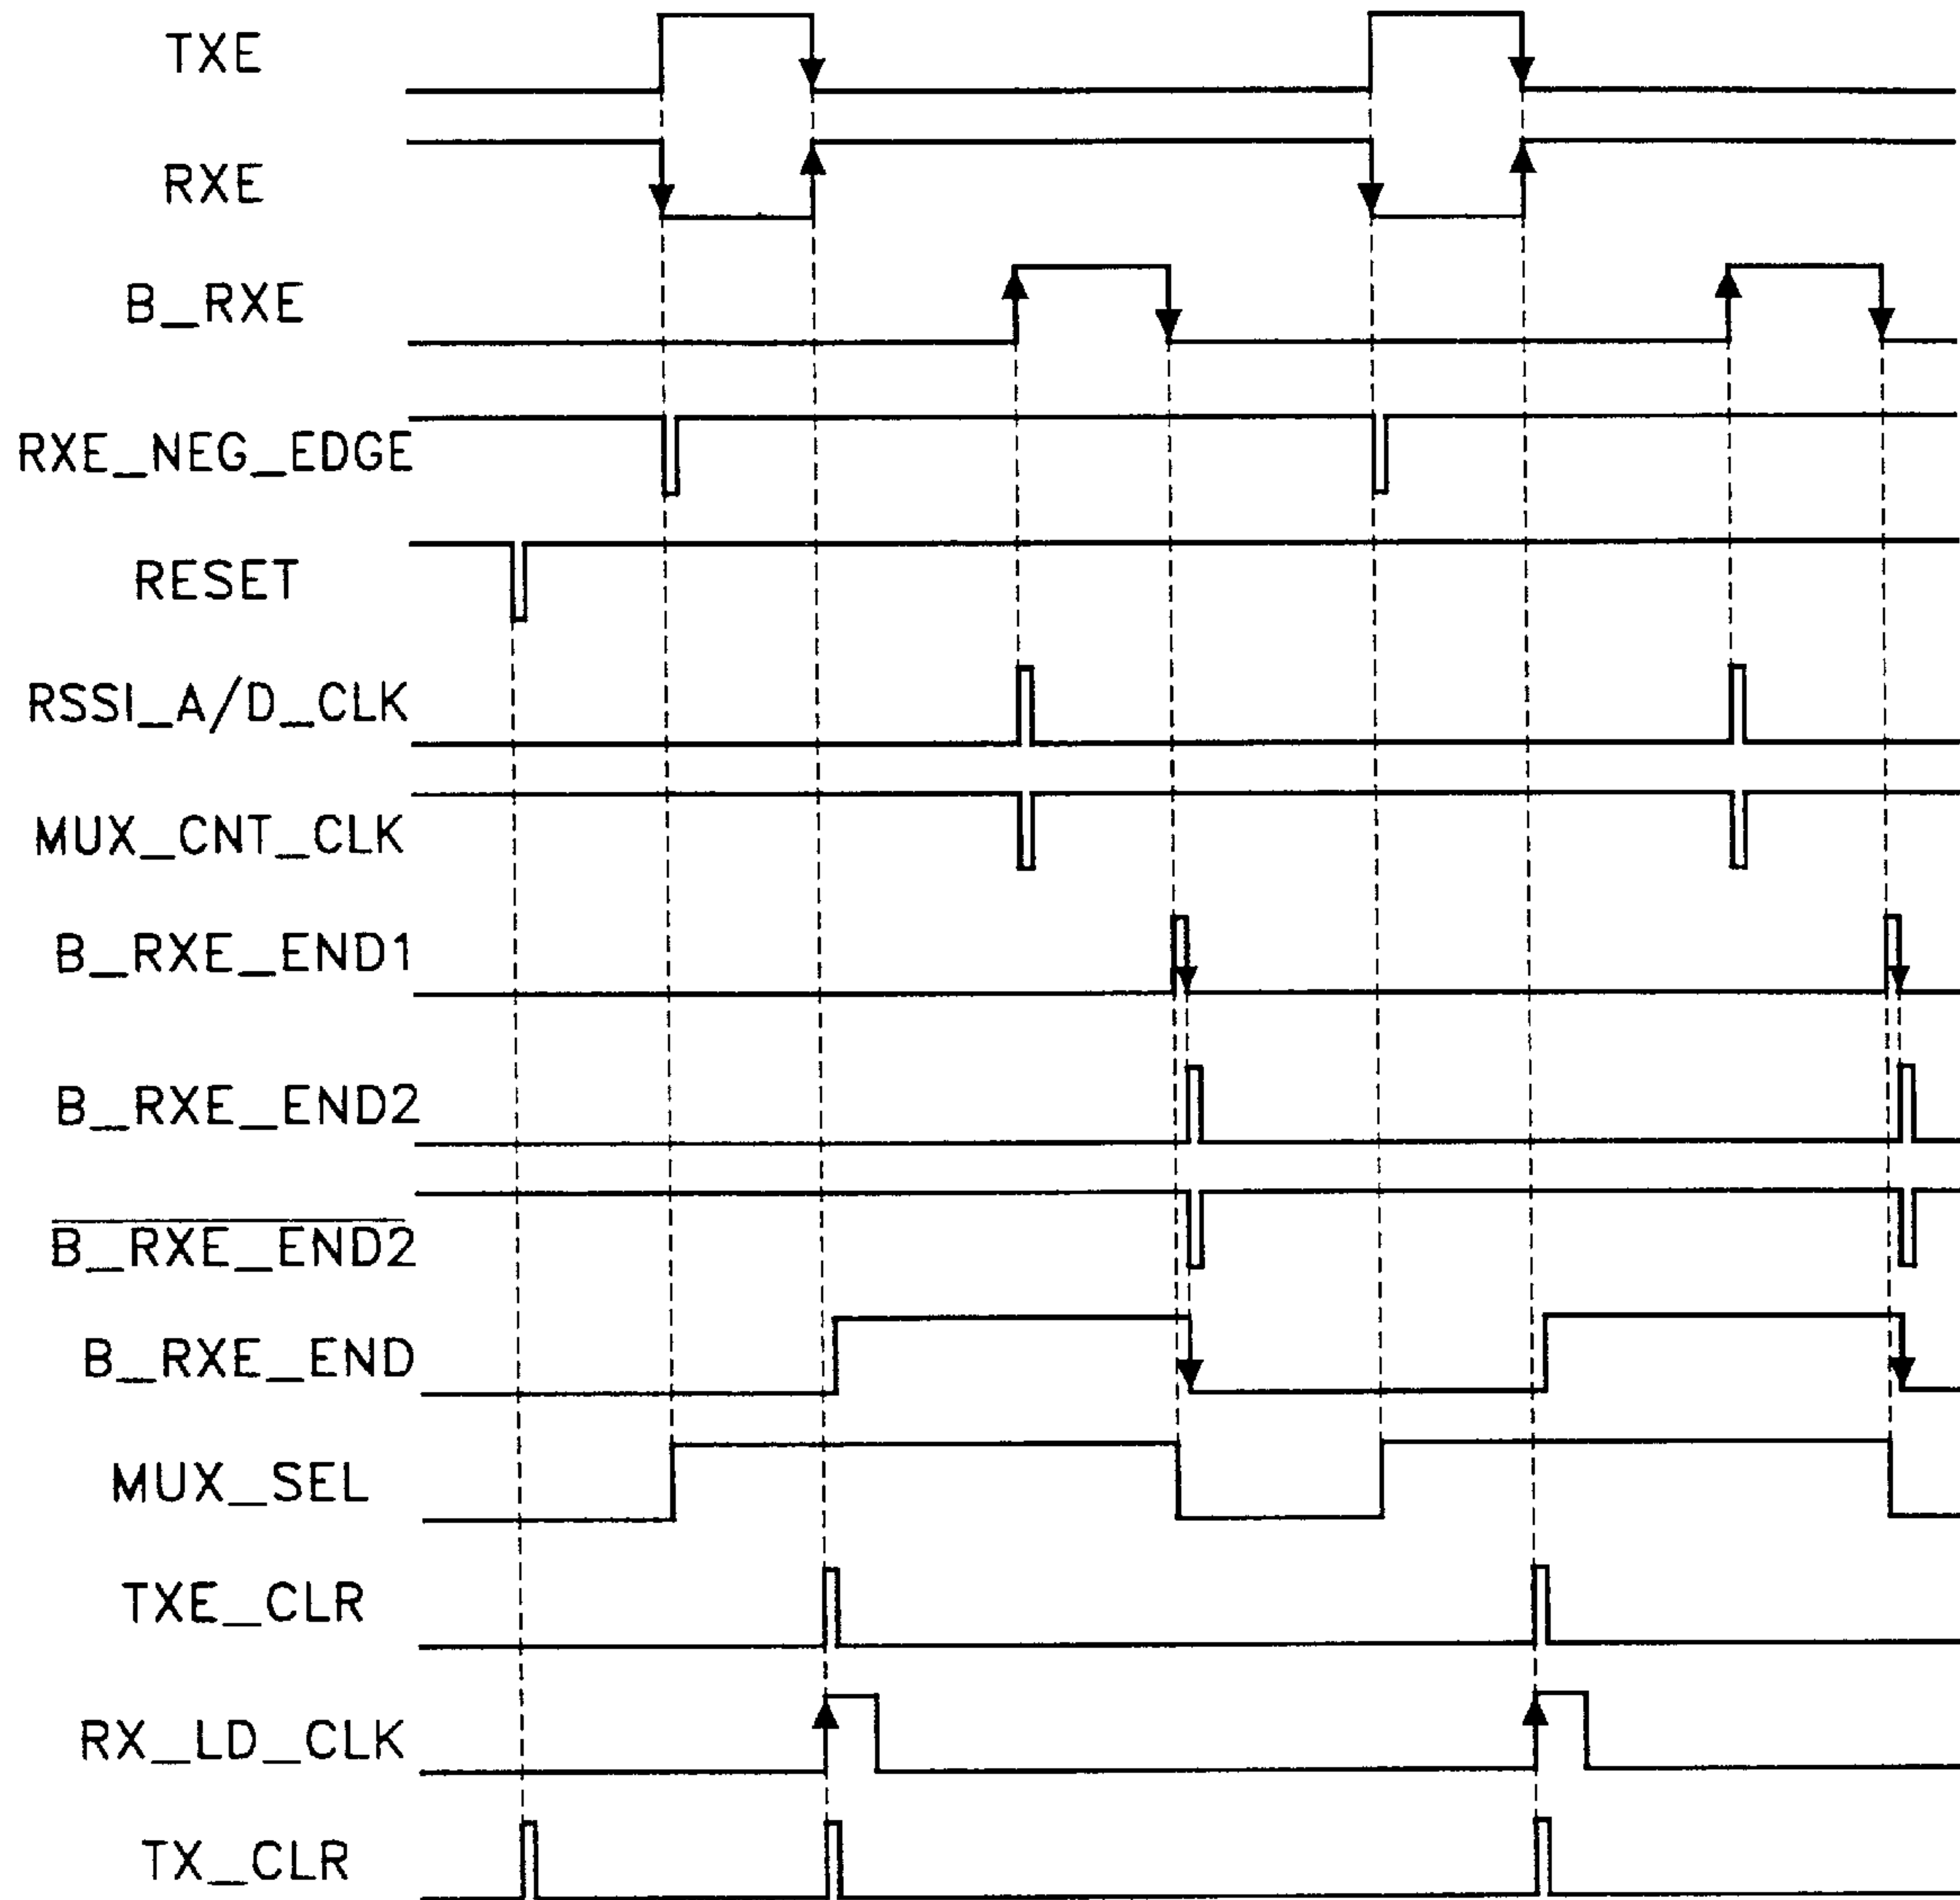 TXE
RXE
B_RXE
RXE_NEG_EDGE
RESET
RSSI_A/D_CLK
MUX_CNT_CLK
B_RXE_END1
B_RXE_END2
B_RXE_END2
B_RXE_END
MUX_SEL
TXE_CLR
RX_LD_CLK
TX_CLR